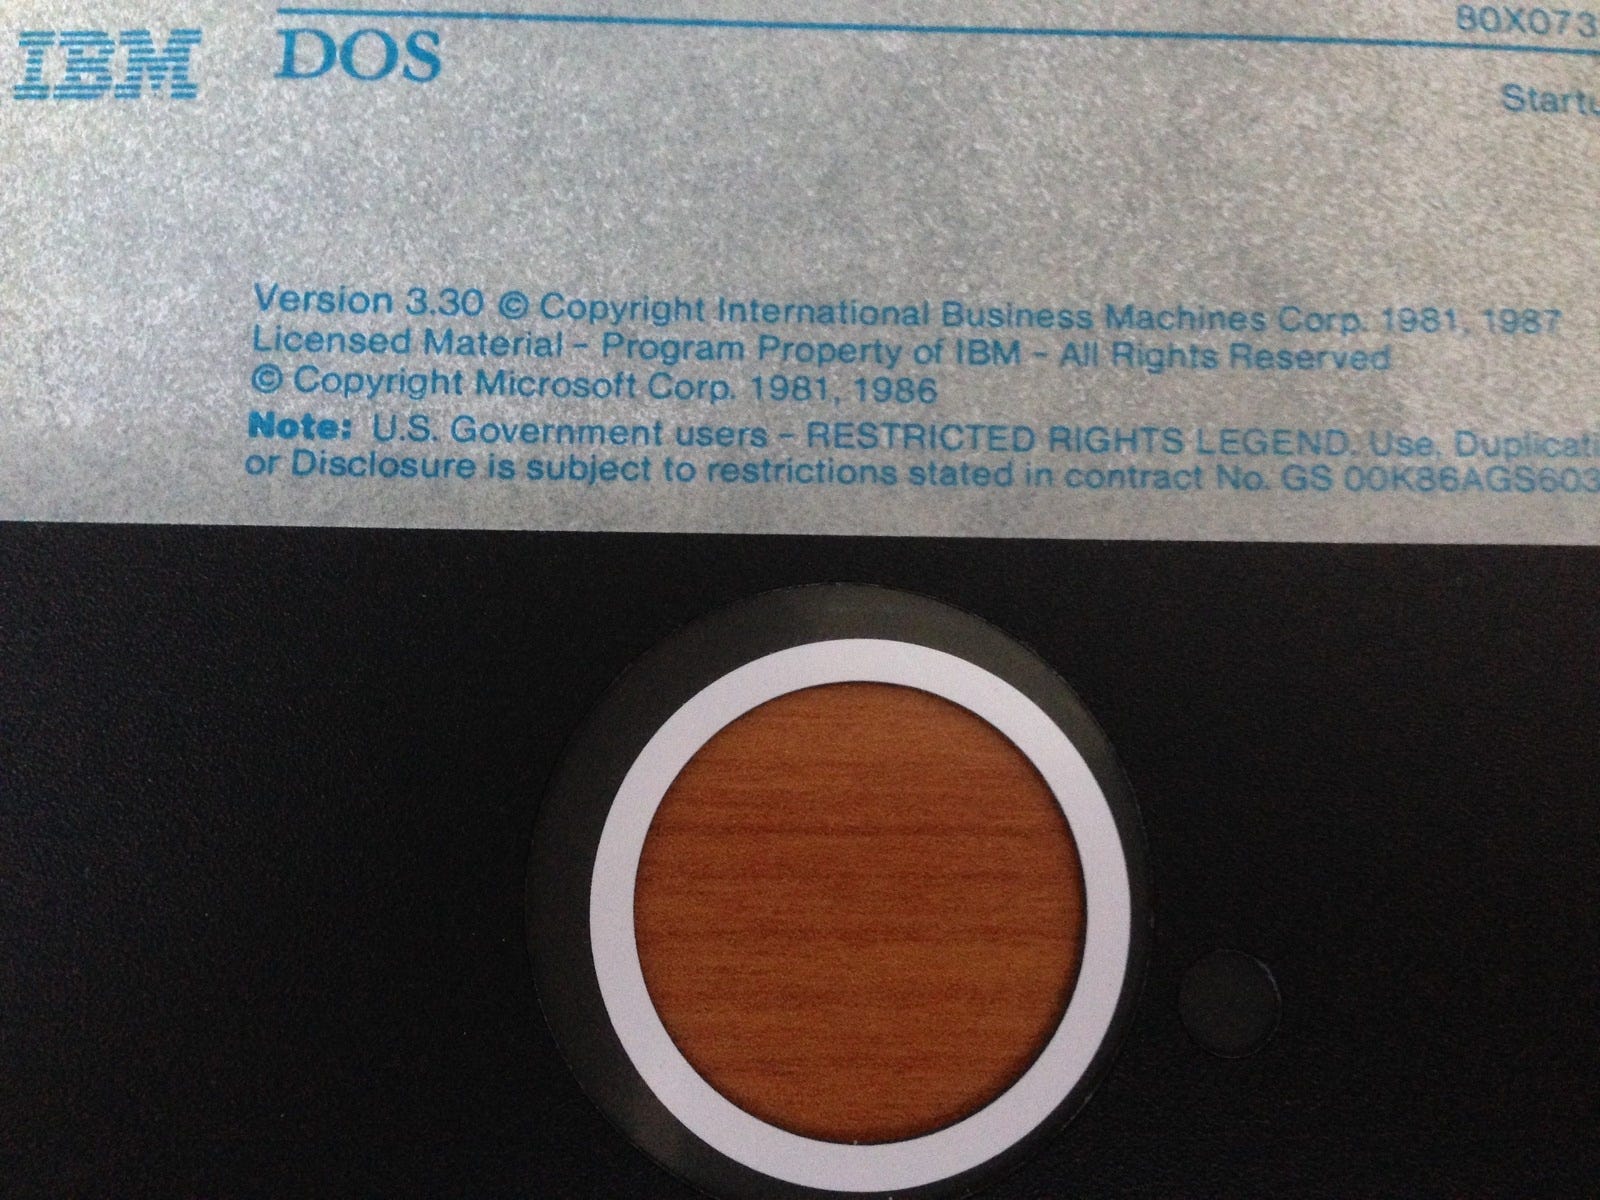 80X073
IBM DOS
Startu
Version 3.30 © Copyright International Business Machines Corp. 1981, 1987
Licensed Material – Program Property of IBM – All Rights Reserved
© Copyright Microsoft Corp. 1981, 1986
Note: U.S. Government users – RESTRICTED RIGHTS LEGEND. Use, Duplicati
or Disclosure is subject to restrictions stated in contract No. GS 00K86AGS603